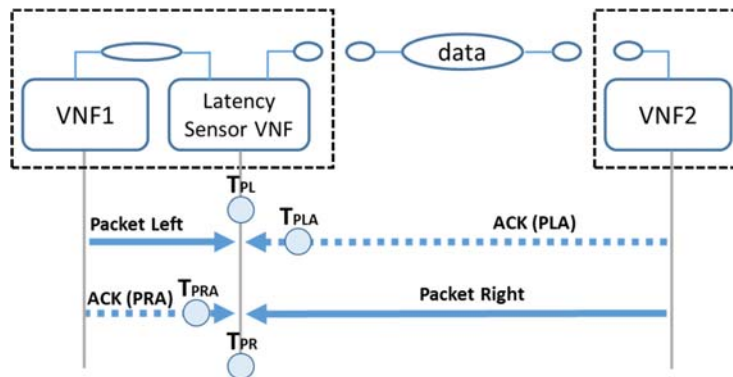 data
VNF1
Latency
Sensor VNF
VNF2
TPL
Packet Left
TPLA
ACK (PLA)
ACK (PRA)
TPRA
Packet Right
TPR